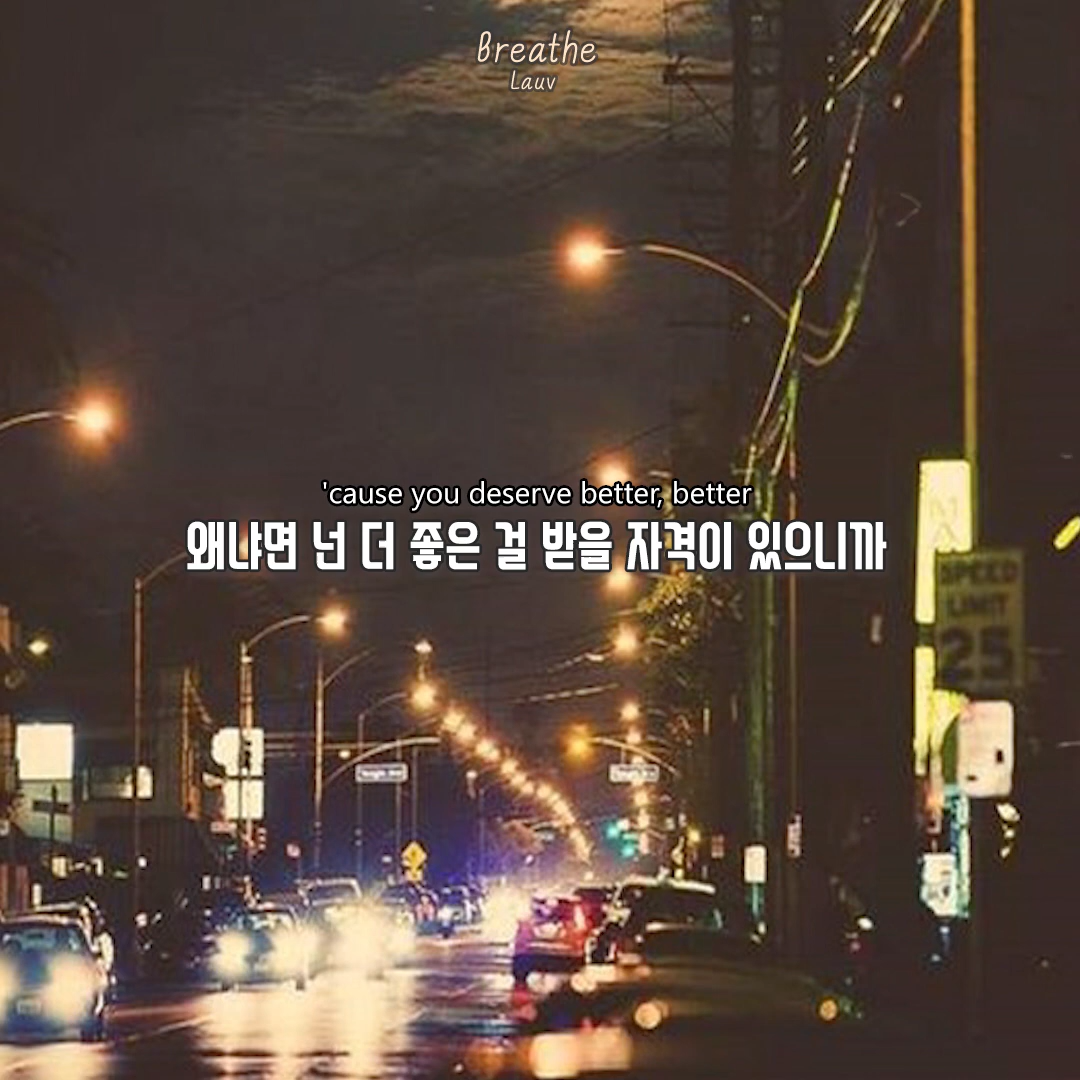 Breathe
Lauv
'cause you deserve better, better
왜냐면 넌 더 좋은 걸 받을 자격이 있으니까
SPEED
LIMIT
25